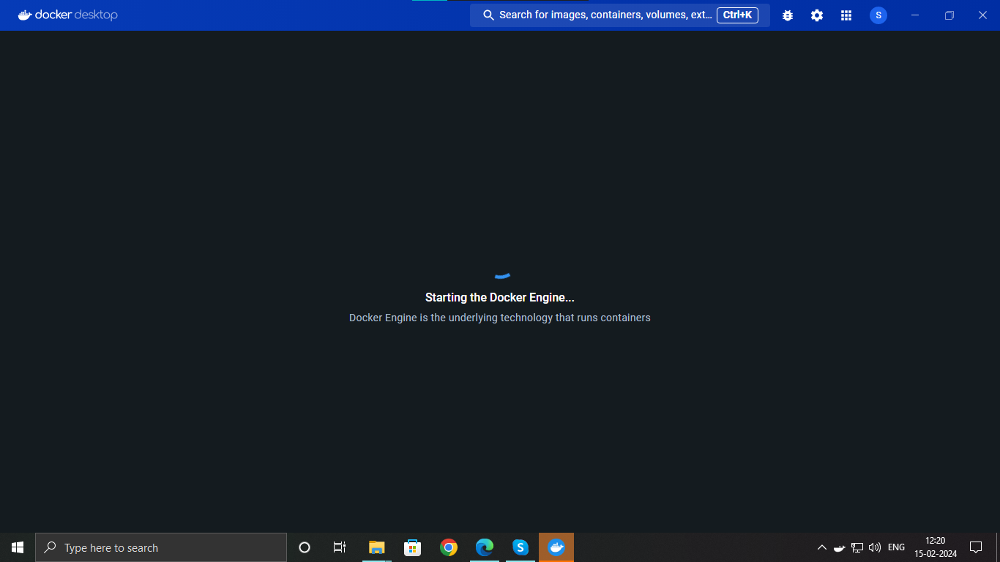 docker desktop
Search for images, containers, volumes, ext... Ctrl+K
S
Starting the Docker Engine...
Docker Engine is the underlying technology that runs containers
Type here to search
S
ENG
12:20
15-02-2024